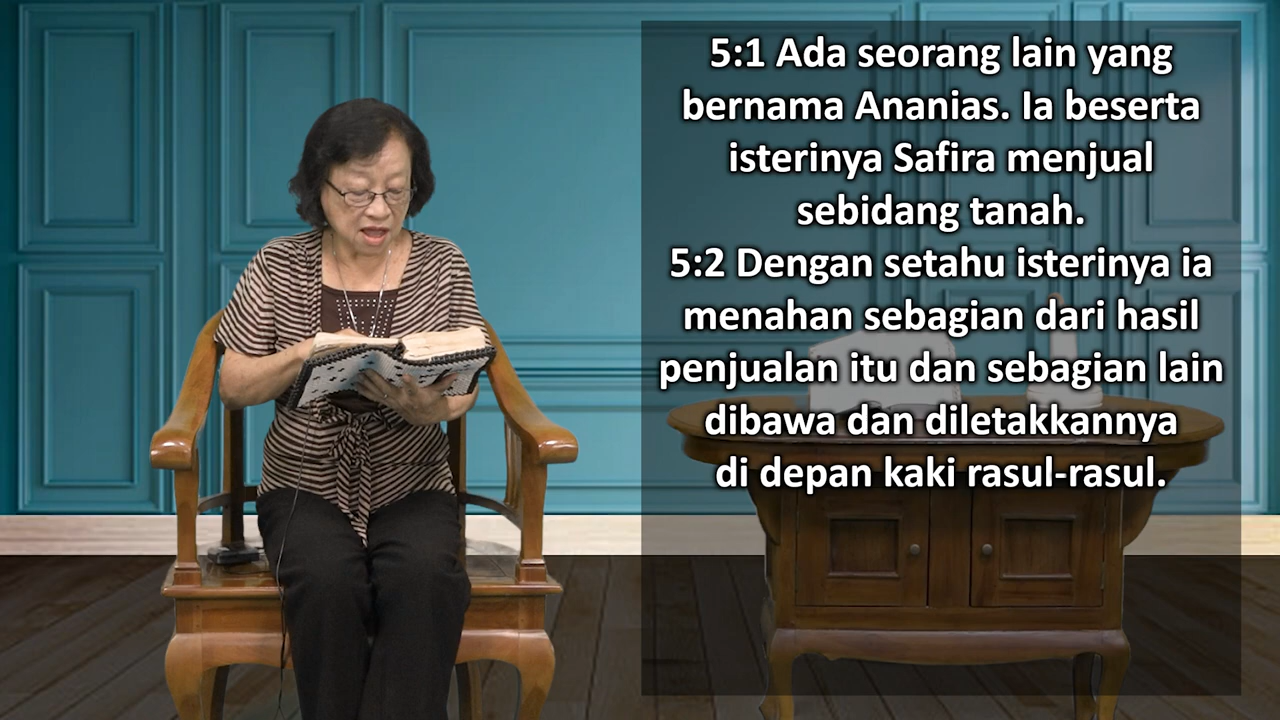 5:1 Ada seorang lain yang
bernama Ananias. Ia beserta
isterinya Safira menjual
sebidang tanah.
5:2 Dengan setahu isterinya ia
menahan sebagian dari hasil
penjualan itu dan sebagian lain
dibawa dan diletakkannya
di depan kaki rasul-rasul.